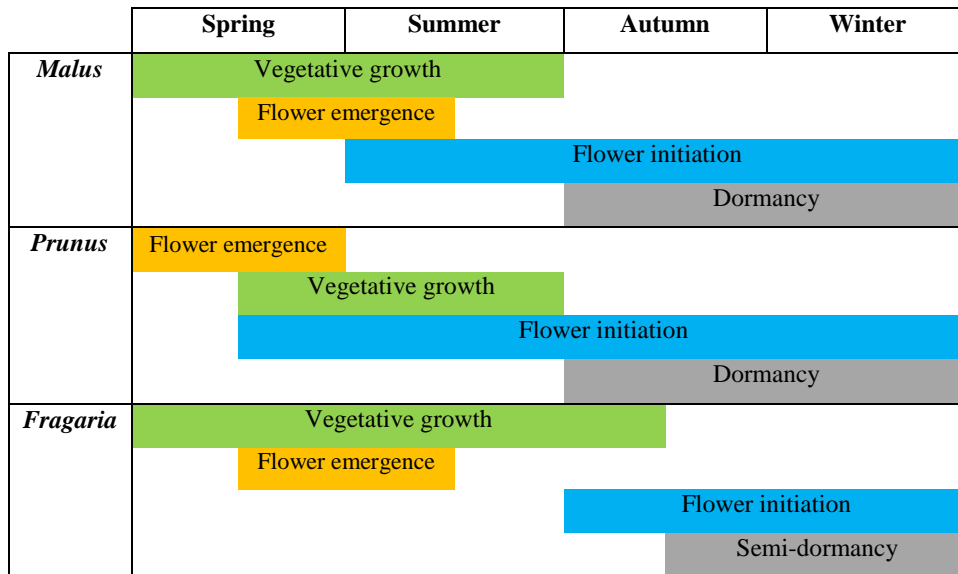 Spring Summer Autumn Winter
Malus Vegetative growth
Flower emergence
Flower initiation
Dormancy
Prunus Flower emergence
Vegetative growth
Flower initiation
Dormancy
Fragaria Vegetative growth
Flower emergence
Flower initiation
Semi-dormancy